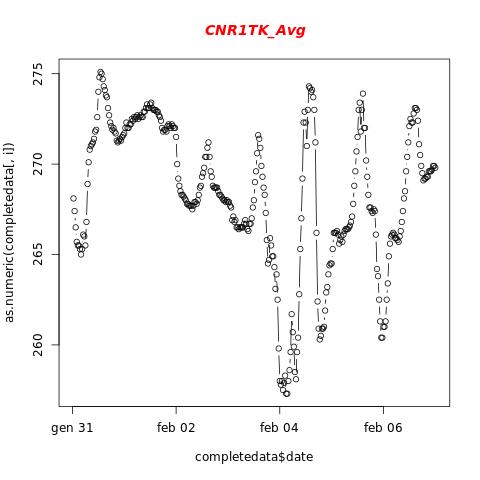 CNR1TK_Avg
as.numeric(completedata[, i])
275
270
265
260
gen 31
feb 02
feb 04
feb 06
completedata$date